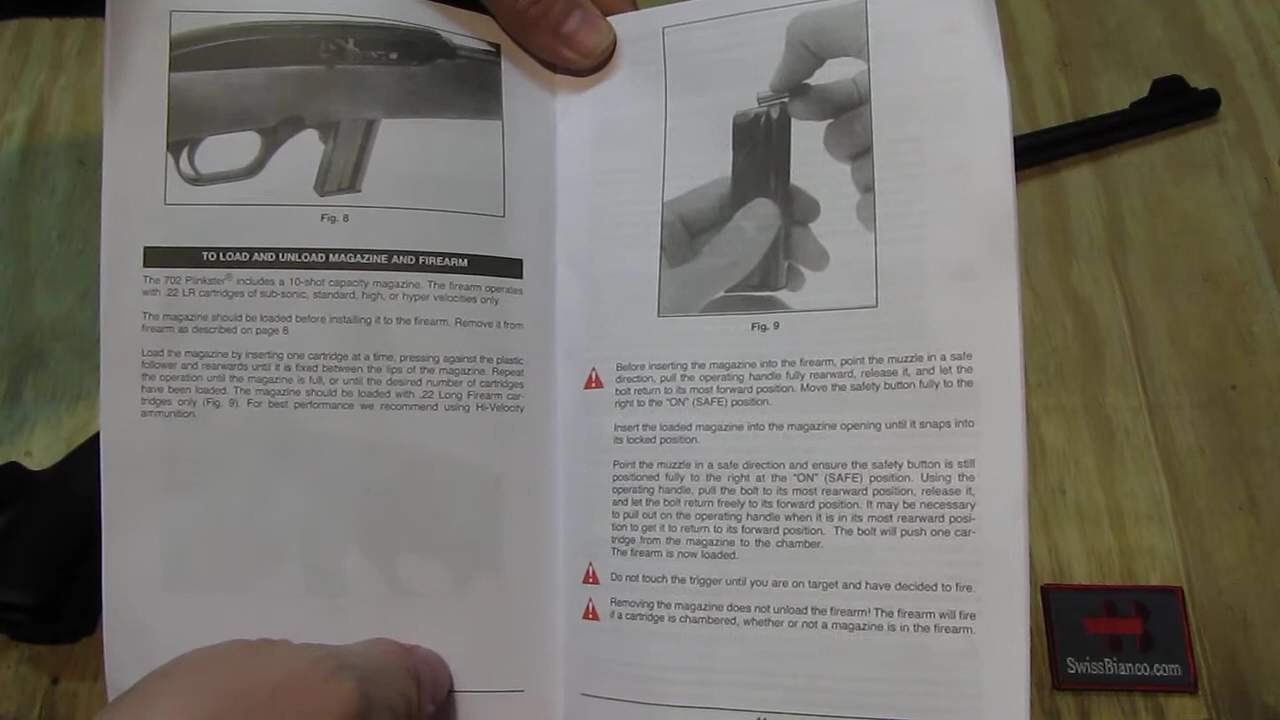 Fig. 8
TO LOAD AND UNLOAD MAGAZINE AND FIREARM
The 702 Plinkster® includes a 10-shot capacity magazine. The firearm operates
with .22 LR cartridges of sub-sonic, standard, high, or hyper velocities only.
The magazine should be loaded before installing it to the firearm. Remove it from
firearm as described on page 8.
Load the magazine by inserting one cartridge at a time, pressing against the plastic
follower and rearwards until it is fixed between the lips of the magazine. Repeat
the operation until the magazine is full, or until the desired number of cartridges
have been loaded. The magazine should be loaded with .22 Long Firearm car-
tridges only (Fig. 9). For best performance we recommend using Hi-Velocity
ammunition.
Fig. 9
Before inserting the magazine into the firearm, point the muzzle in a safe
direction, pull the operating handle fully rearward, release it, and let the
bolt return to its most forward position. Move the safety button fully to the
right to the "ON" (SAFE) position.
Insert the loaded magazine into the magazine opening until it snaps into
its locked position.
Point the muzzle in a safe direction and ensure the safety button is still
positioned fully to the right at the "ON" (SAFE) position. Using the
operating handle, pull the bolt to its most rearward position, release it,
and let the bolt return freely to its forward position. It may be necessary
to pull out on the operating handle when it is in its most rearward posi-
tion to get it to return to its forward position. The bolt will push one car-
tridge from the magazine to the chamber.
The firearm is now loaded.
Do not touch the trigger until you are on target and have decided to fire.
Removing the magazine does not unload the firearm! The firearm will fire
if a cartridge is chambered, whether or not a magazine is in the firearm.
SwissBianco.com